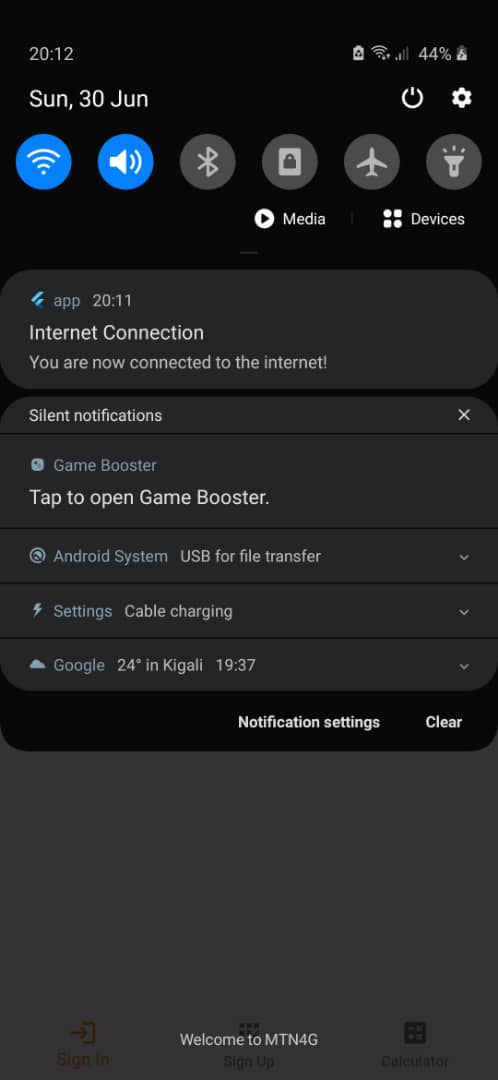 20:12
44%
Sun, 30 Jun
Media
Devices
app 20:11
Internet Connection
You are now connected to the internet!
Silent notifications
Game Booster
Tap to open Game Booster.
Android System USB for file transfer
Settings Cable charging
Google 24° in Kigali 19:37
Notification settings Clear
Welcome to MTN4G
Sign In Sign Up Calculator